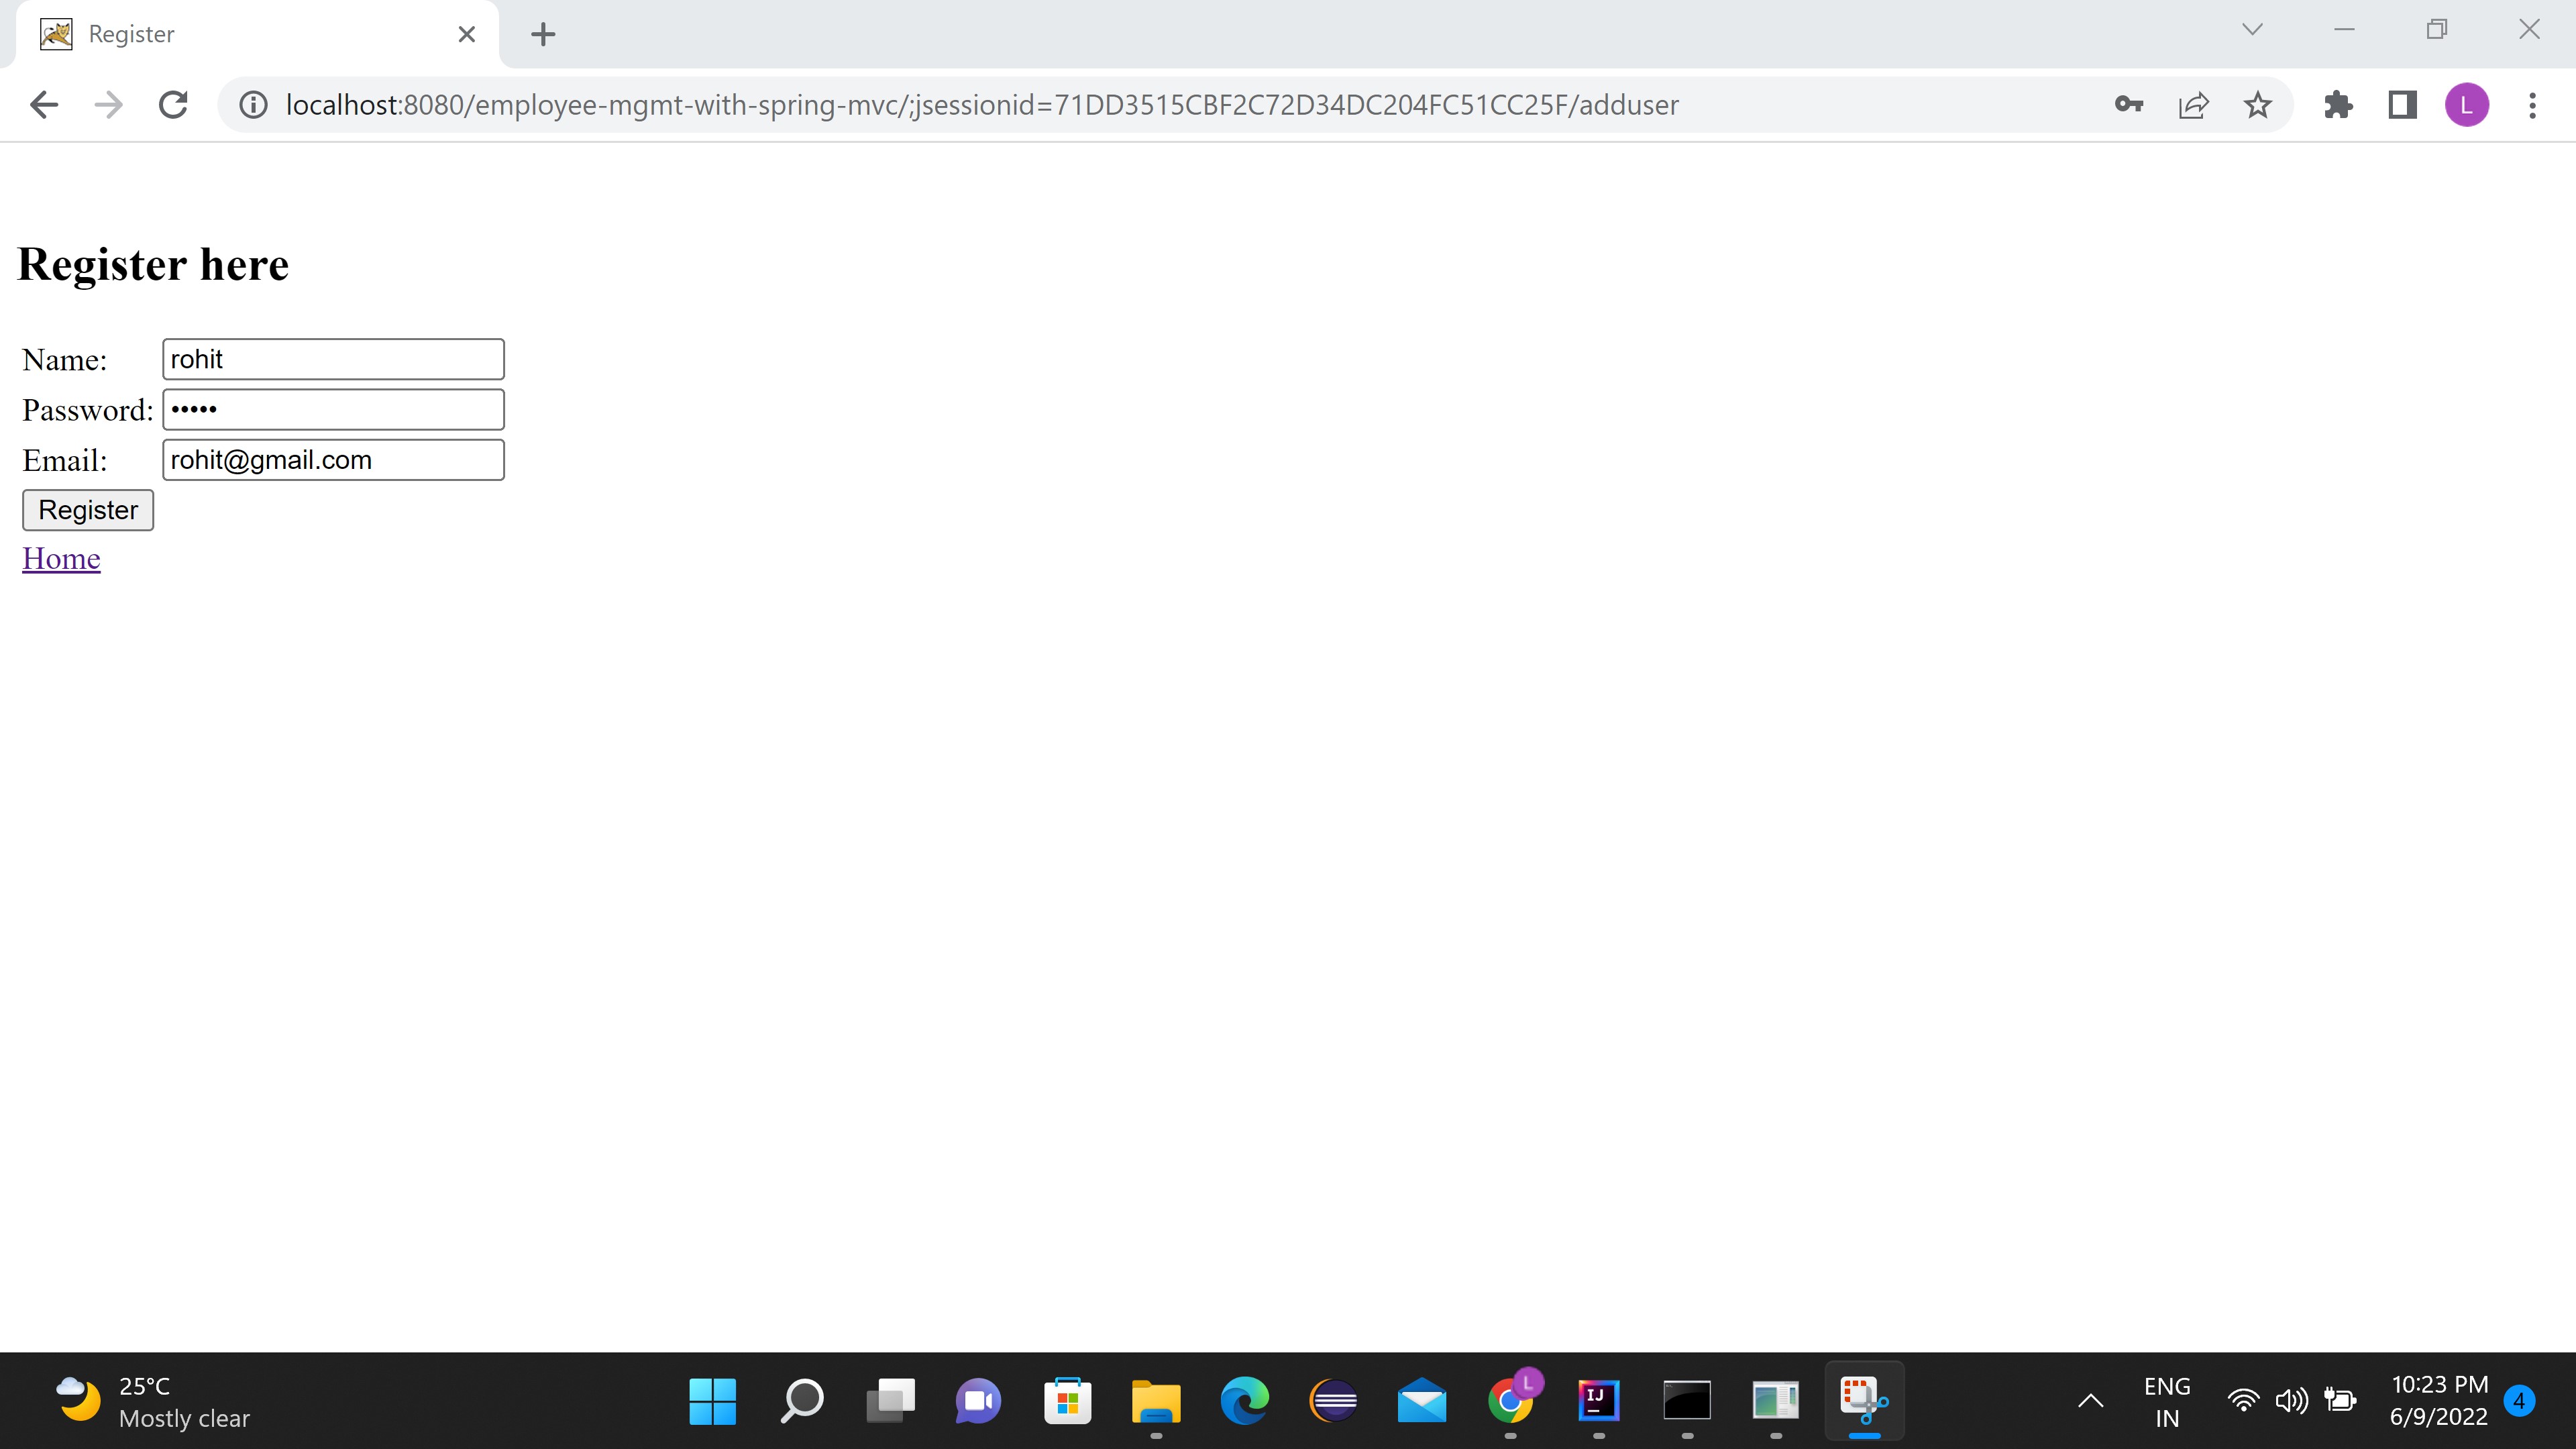 Register
localhost:8080/employee-mgmt-with-spring-mvc/;jsessionid=71DD3515CBF2C72D34DC204FC51CC25F/adduser
L
Register here
Name: rohit
Password: •••••
Email: rohit@gmail.com
Register
Home
25°C
Mostly clear
L
IJ
ENG
IN
10:23 PM
6/9/2022
4